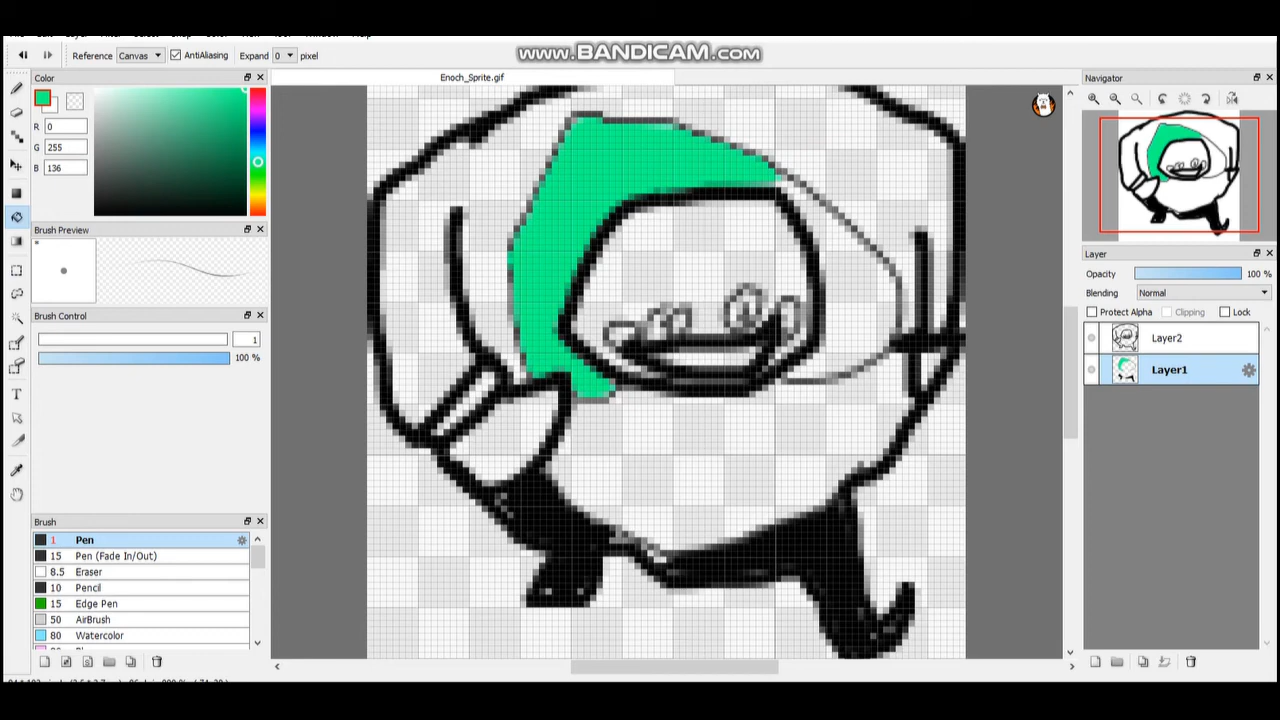 www.BANDICAM.com
Reference Canvas AntiAliasing Expand 0 pixel
Color
Enoch_Sprite.gif
Navigator
R 0
G 255
B 136
Brush Preview
*
Layer
Opacity 100 %
Blending Normal
Protect Alpha Clipping Lock
Brush Control
1
100 %
Layer2
Layer1
T
Brush
1 Pen
15 Pen (Fade In/Out)
8.5 Eraser
10 Pencil
15 Edge Pen
50 AirBrush
80 Watercolor